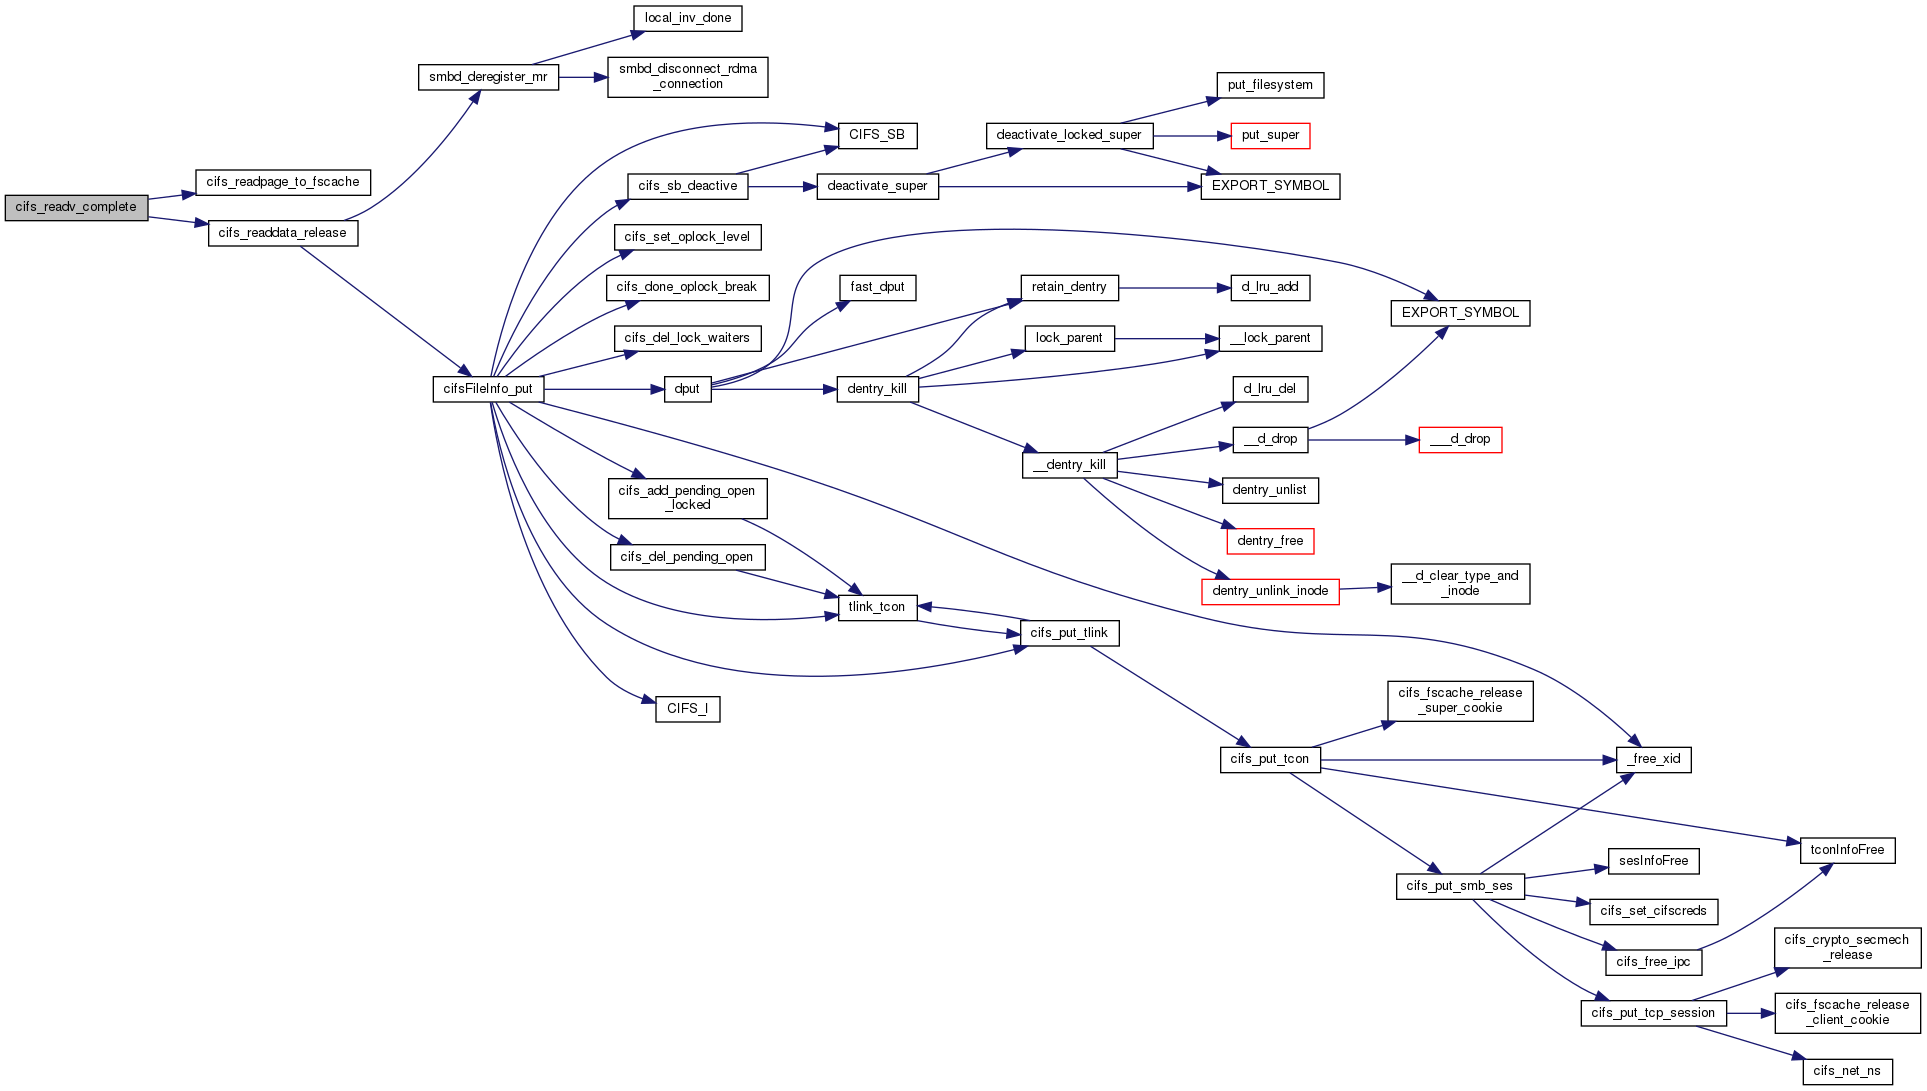 local_inv_done
smbd_deregister_mr
smbd_disconnect_rdma
_connection
put_filesystem
CIFS_SB
deactivate_locked_super
put_super
cifs_readpage_to_fscache
cifs_sb_deactive
deactivate_super
EXPORT_SYMBOL
cifs_readv_complete
cifs_readdata_release
cifs_set_oplock_level
cifs_done_oplock_break
fast_dput
retain_dentry
d_lru_add
EXPORT_SYMBOL
cifs_del_lock_waiters
lock_parent
__lock_parent
cifsFileInfo_put
dput
dentry_kill
d_lru_del
__d_drop
___d_drop
__dentry_kill
cifs_add_pending_open
_locked
dentry_unlist
dentry_free
cifs_del_pending_open
__d_clear_type_and
_inode
dentry_unlink_inode
tlink_tcon
cifs_put_tlink
CIFS_I
cifs_fscache_release
_super_cookie
cifs_put_tcon
_free_xid
tconInfoFree
sesInfoFree
cifs_put_smb_ses
cifs_set_cifscreds
cifs_crypto_secmech
_release
cifs_free_ipc
cifs_put_tcp_session
cifs_fscache_release
_client_cookie
cifs_net_ns